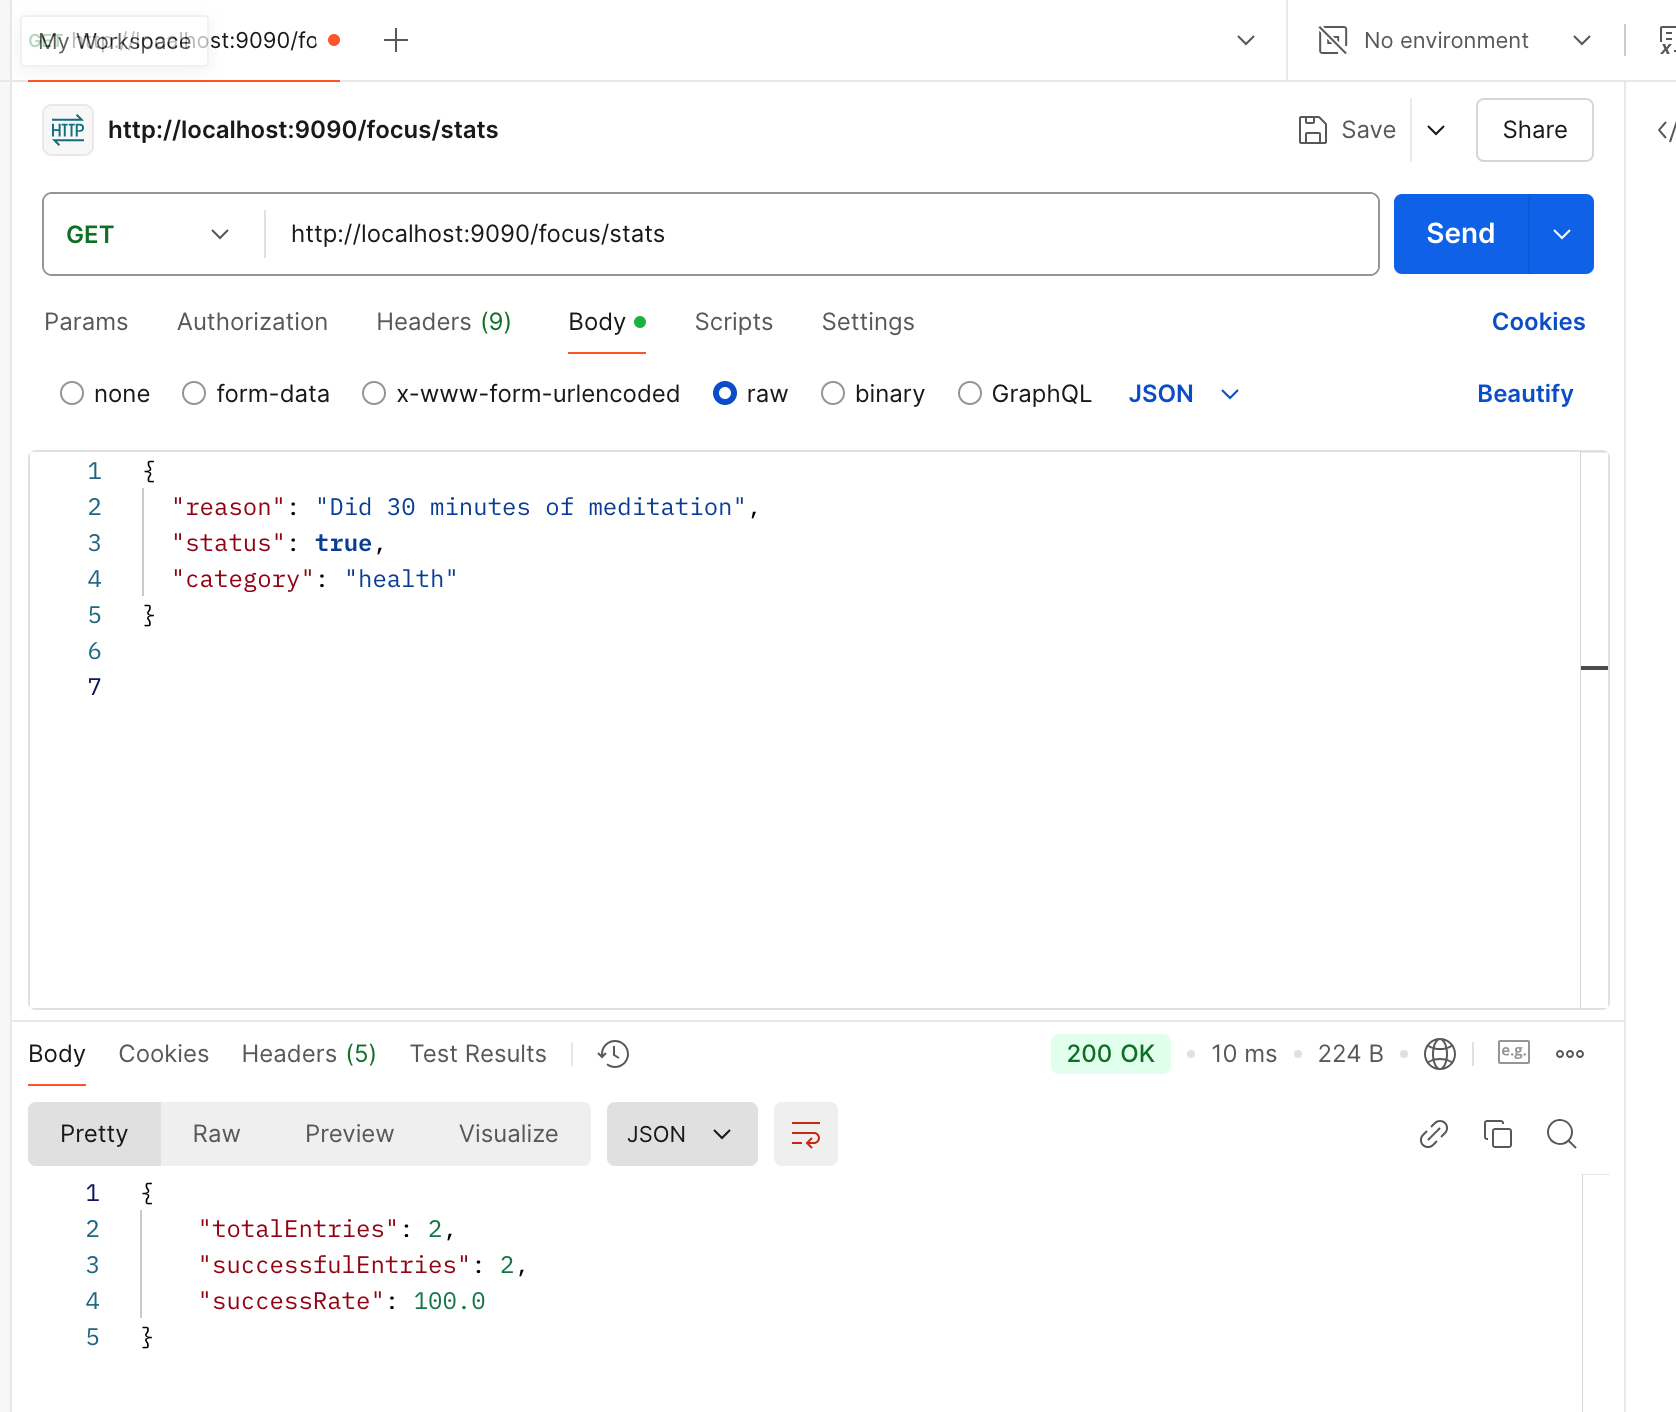 My Workspace
st:9090/fo
No environment
HTTP http://localhost:9090/focus/stats
Save
Share
GET http://localhost:9090/focus/stats
Send
Params Authorization Headers (9) Body Scripts Settings Cookies
none form-data x-www-form-urlencoded raw binary GraphQL JSON Beautify
1 {
2 "reason": "Did 30 minutes of meditation",
3 "status": true,
4 "category": "health"
5 }
6
7
Body Cookies Headers (5) Test Results 200 OK 10 ms 224 B e.g.
Pretty Raw Preview Visualize JSON
1 {
2 "totalEntries": 2,
3 "successfulEntries": 2,
4 "successRate": 100.0
5 }